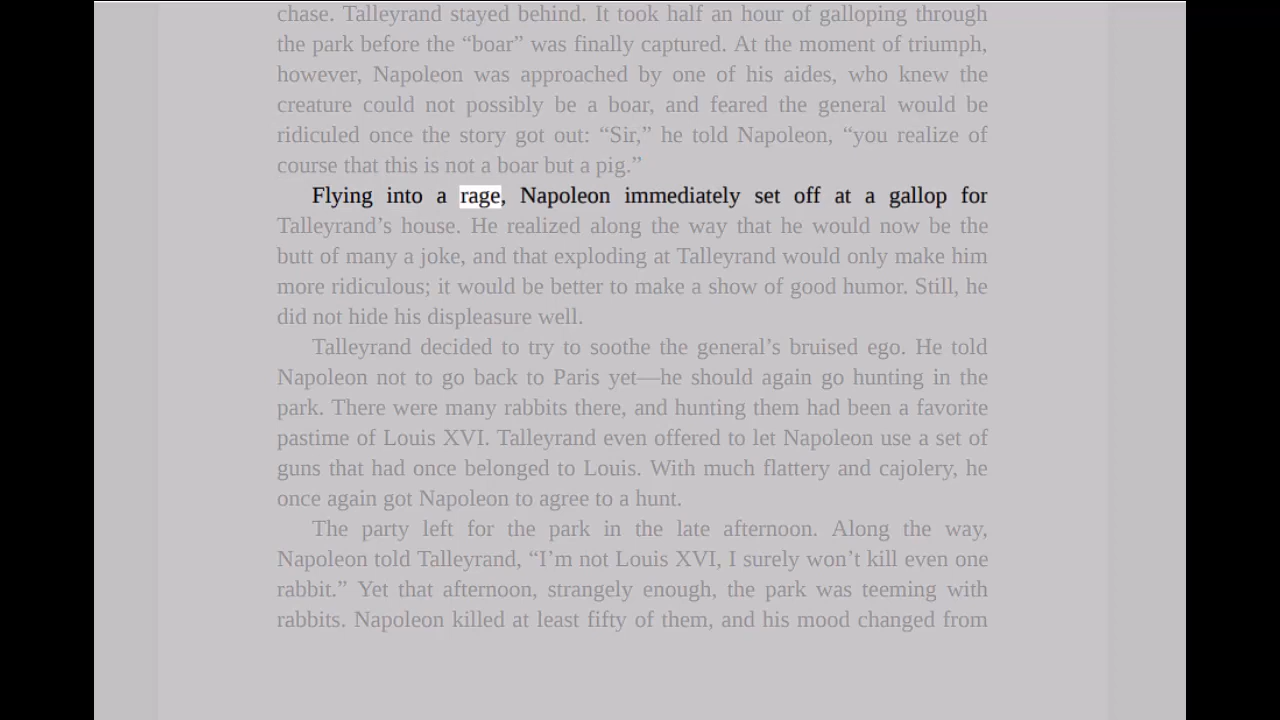 chase. Talleyrand stayed behind. It took half an hour of galloping through
the park before the “boar” was finally captured. At the moment of triumph,
however, Napoleon was approached by one of his aides, who knew the
creature could not possibly be a boar, and feared the general would be
ridiculed once the story got out: “Sir,” he told Napoleon, “you realize of
course that this is not a boar but a pig.”
Flying into a rage, Napoleon immediately set off at a gallop for
Talleyrand’s house. He realized along the way that he would now be the
butt of many a joke, and that exploding at Talleyrand would only make him
more ridiculous; it would be better to make a show of good humor. Still, he
did not hide his displeasure well.
Talleyrand decided to try to soothe the general’s bruised ego. He told
Napoleon not to go back to Paris yet—he should again go hunting in the
park. There were many rabbits there, and hunting them had been a favorite
pastime of Louis XVI. Talleyrand even offered to let Napoleon use a set of
guns that had once belonged to Louis. With much flattery and cajolery, he
once again got Napoleon to agree to a hunt.
The party left for the park in the late afternoon. Along the way,
Napoleon told Talleyrand, “I’m not Louis XVI, I surely won’t kill even one
rabbit.” Yet that afternoon, strangely enough, the park was teeming with
rabbits. Napoleon killed at least fifty of them, and his mood changed from